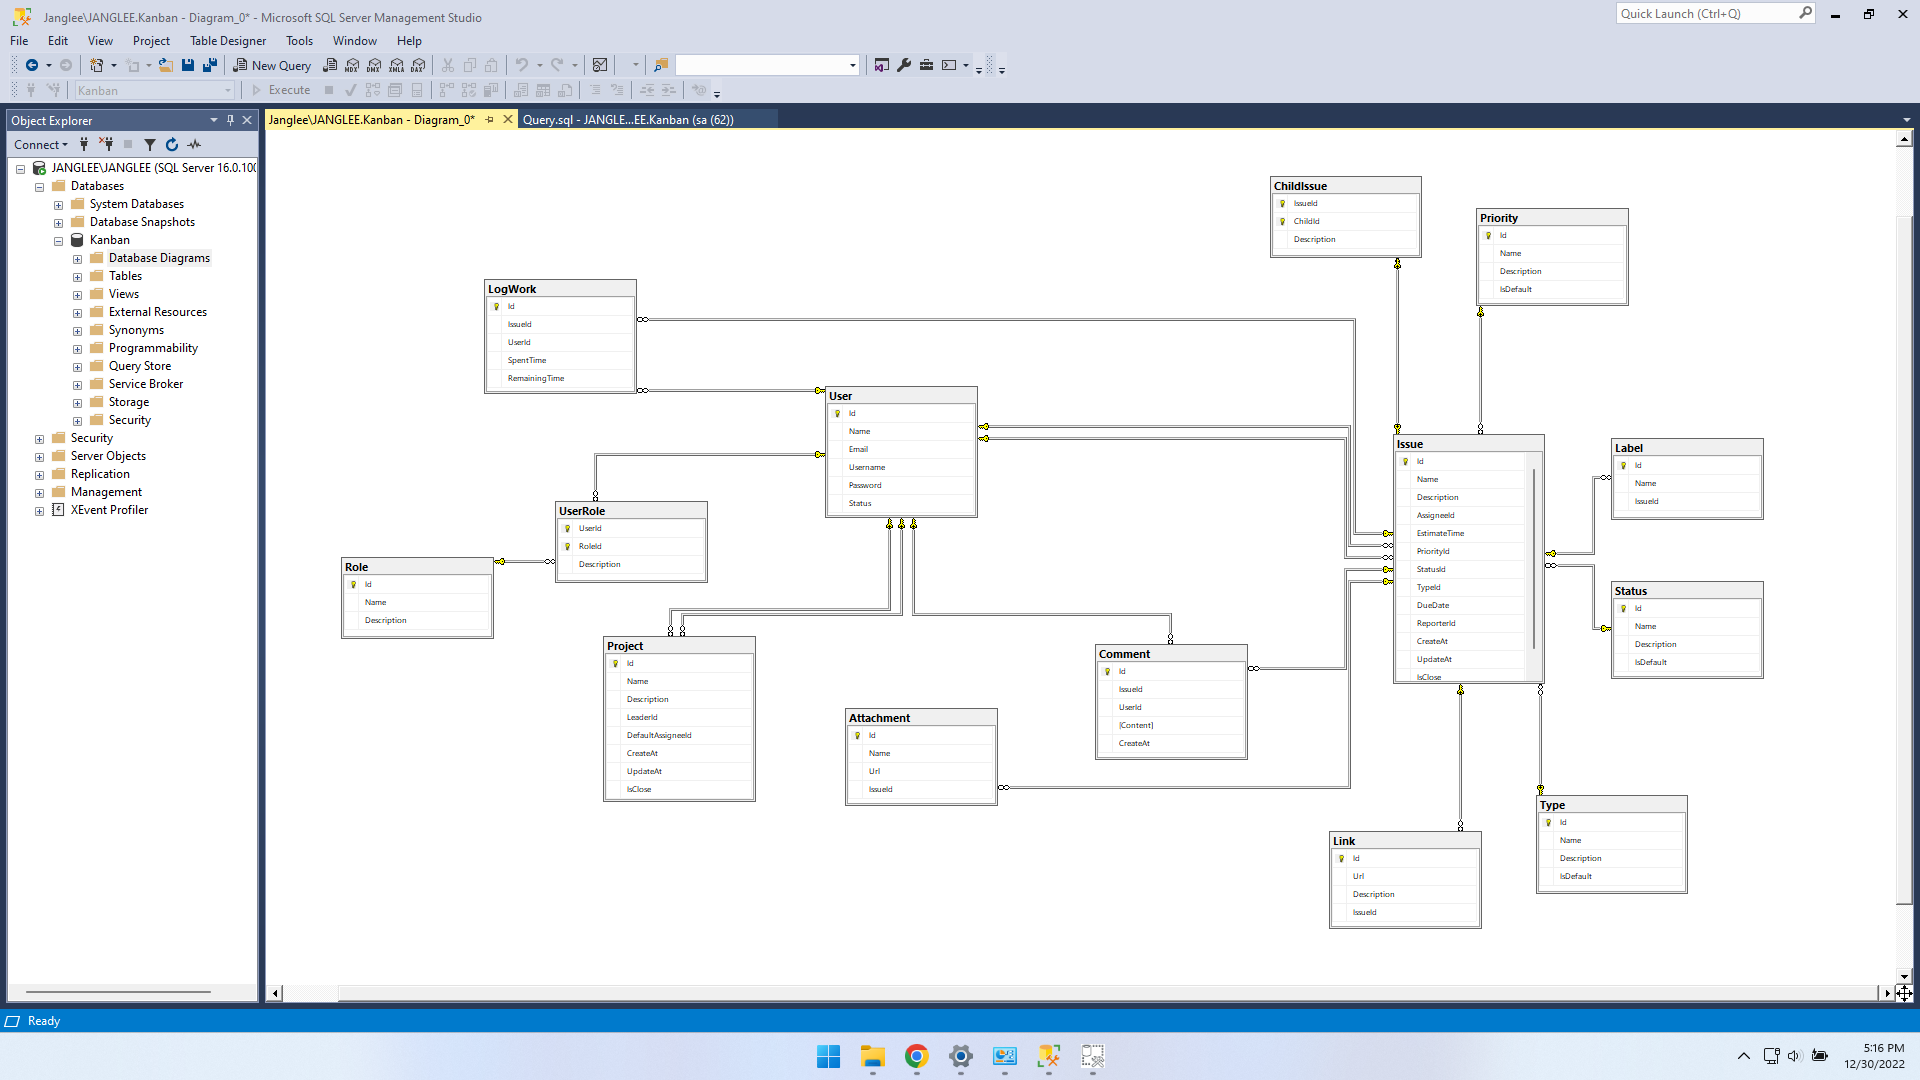 Janglee\JANGLEE.Kanban - Diagram_0* - Microsoft SQL Server Management Studio
Quick Launch (Ctrl+Q)
File Edit View Project Table Designer Tools Window Help
New Query
MDX DMX XMLA DAX
Kanban
Execute
Object Explorer
Janglee\JANGLEE.Kanban - Diagram_0*
Query.sql - JANGLE...EE.Kanban (sa (62))
Connect
JANGLEE\JANGLEE (SQL Server 16.0.100
Databases
System Databases
Database Snapshots
Kanban
Database Diagrams
Tables
Views
External Resources
Synonyms
Programmability
Query Store
Service Broker
Storage
Security
Security
Server Objects
Replication
Management
XEvent Profiler
ChildIssue
IssueId
ChildId
Description
Priority
Id
Name
Description
IsDefault
LogWork
Id
IssueId
UserId
SpentTime
RemainingTime
User
Id
Name
Email
Username
Password
Status
Issue
Id
Name
Description
AssigneeId
EstimateTime
PriorityId
StatusId
TypeId
DueDate
ReporterId
CreateAt
UpdateAt
IsClose
Label
Id
Name
IssueId
UserRole
UserId
RoleId
Description
Role
Id
Name
Description
Status
Id
Name
Description
IsDefault
Project
Id
Name
Description
LeaderId
DefaultAssigneeId
CreateAt
UpdateAt
IsClose
Comment
Id
IssueId
UserId
[Content]
CreateAt
Attachment
Id
Name
Url
IssueId
Type
Id
Name
Description
IsDefault
Link
Id
Url
Description
IssueId
Ready
5:16 PM
12/30/2022